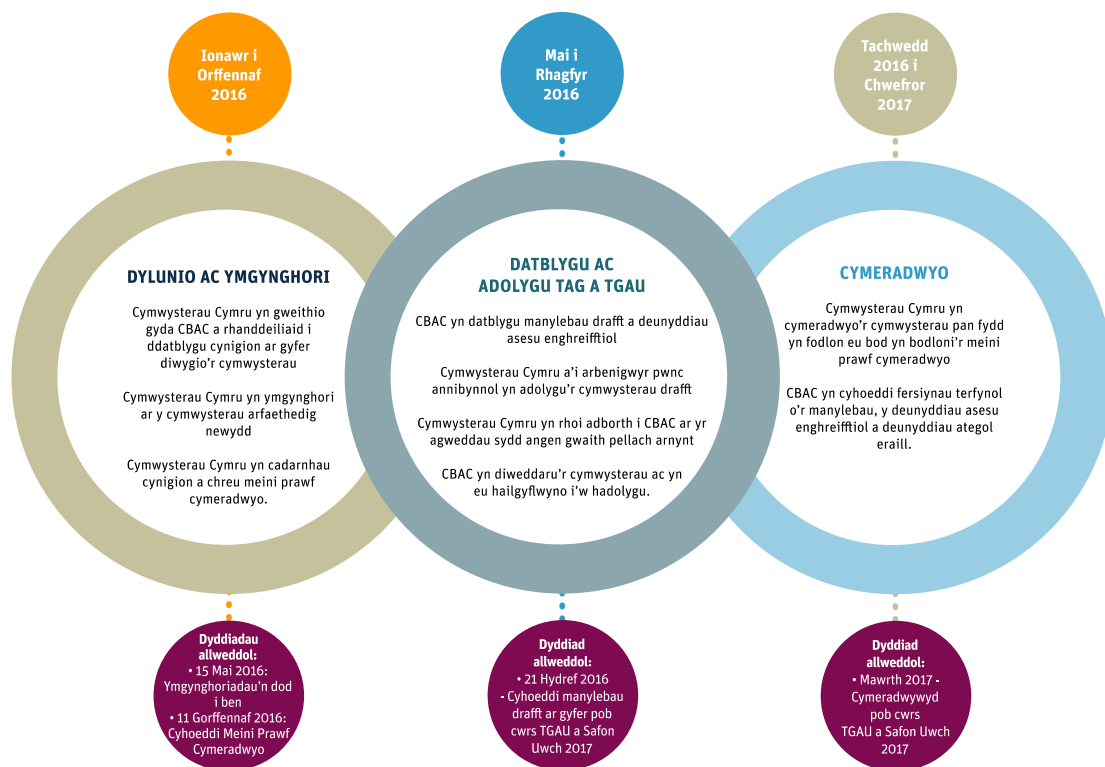 Ionawr i
Orffennaf
2016
DYLUNIO AC YMGYNGHORI
Cymwysterau Cymru yn gweithio
gyda CBAC a rhanddeiliaid i
ddatblygu cynigion ar gyfer
diwygio'r cymwysterau
Cymwysterau Cymru yn ymgynghori
ar y cymwysterau arfaethedig
newydd
Cymwysterau Cymru yn cadarnhau
cynigion a chreu meini prawf
cymeradwyo.
Dyddiadau
allweddol:
• 15 Mai 2016:
Ymgynghoriadau'n dod
i ben
• 11 Gorffennaf 2016:
Cyhoeddi Meini Prawf
Cymeradwyo
Mai i
Rhagfyr
2016
DATBLYGU AC
ADOLYGU TAG A TGAU
CBAC yn datblygu manylebau drafft a deunyddiau
asesu enghreifftiol
Cymwysterau Cymru a'i arbenigwyr pwnc
annibynnol yn adolygu'r cymwysterau drafft
Cymwysterau Cymru yn rhoi adborth i CBAC ar yr
agweddau sydd angen gwaith pellach arnynt
CBAC yn diweddaru'r cymwysterau ac yn
eu hailgyflwyno i'w hadolygu.
Dyddiad
allweddol:
• 21 Hydref 2016
- Cyhoeddi manylebau
drafft ar gyfer pob
cwrs TGAU a Safon
Uwch 2017
Tachwedd
2016 i
Chwefror
2017
CYMERADWYO
Cymwysterau Cymru yn
cymeradwyo'r cymwysterau pan fydd
yn fodlon eu bod yn bodloni'r meini
prawf cymeradwyo
CBAC yn cyhoeddi fersiynau terfynol
o'r manylebau, y deunyddiau asesu
enghreifftiol a deunyddiau ategol
eraill.
Dyddiad
allweddol:
• Mawrth 2017 -
Cymeradwywyd
pob cwrs
TGAU a Safon Uwch
2017